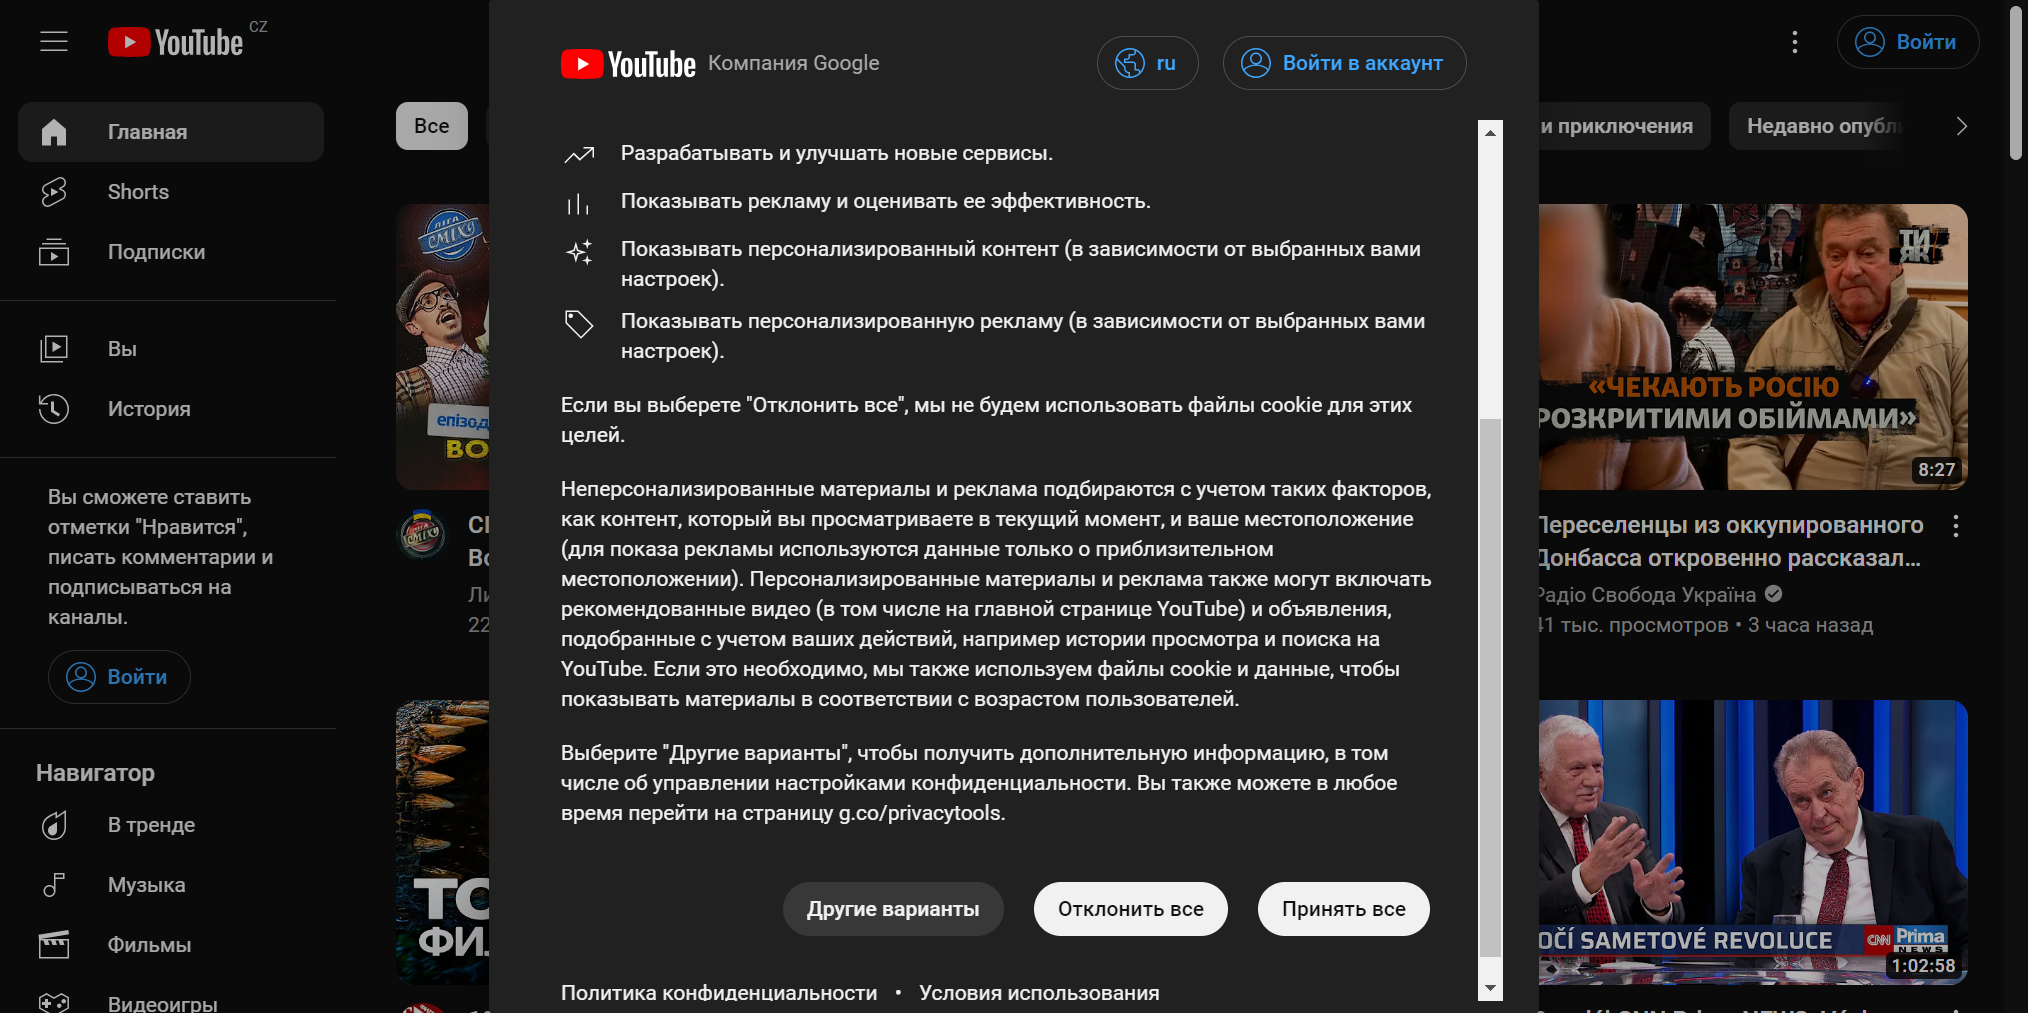 YouTube CZ
Войти
Главная
Shorts
Подписки
Вы
История
Вы сможете ставить
отметки "Нравится",
писать комментарии и
подписываться на
каналы.
Войти
Навигатор
В тренде
Музыка
Фильмы
Видеоигры
Все
и приключения
Недавно
ЛІГА
СМІХУ
YouTube Компания Google
ru
Войти в аккаунт
Разрабатывать и улучшать новые сервисы.
Показывать рекламу и оценивать ее эффективность.
Показывать персонализированный контент (в зависимости от выбранных вами
настроек).
Показывать персонализированную рекламу (в зависимости от выбранных вами
настроек).
Если вы выберете "Отклонить все", мы не будем использовать файлы cookie для этих
целей.
Неперсонализированные материалы и реклама подбираются с учетом таких факторов,
как контент, который вы просматриваете в текущий момент, и ваше местоположение
(для показа рекламы используются данные только о приблизительном
местоположении). Персонализированные материалы и реклама также могут включать
рекомендованные видео (в том числе на главной странице YouTube) и объявления,
подобранные с учетом ваших действий, например истории просмотра и поиска на
YouTube. Если это необходимо, мы также используем файлы cookie и данные, чтобы
показывать материалы в соответствии с возрастом пользователей.
Выберите "Другие варианты", чтобы получить дополнительную информацию, в том
числе об управлении настройками конфиденциальности. Вы также можете в любое
время перейти на страницу g.co/privacytools.
Другие варианты
Отклонить все
Принять все
Политика конфиденциальности • Условия использования
ТИ
ЯК
«ЧЕКАЮТЬ РОСІЮ
РОЗКРИТИМИ ОБІЙМАМИ»
8:27
Переселенцы из оккупированного
Донбасса откровенно рассказал...
Радіо Свобода Україна
41 тыс. просмотров • 3 часа назад
OČÍ SAMETOVÉ REVOLUCE
CNN Prima
NEWS
1:02:58